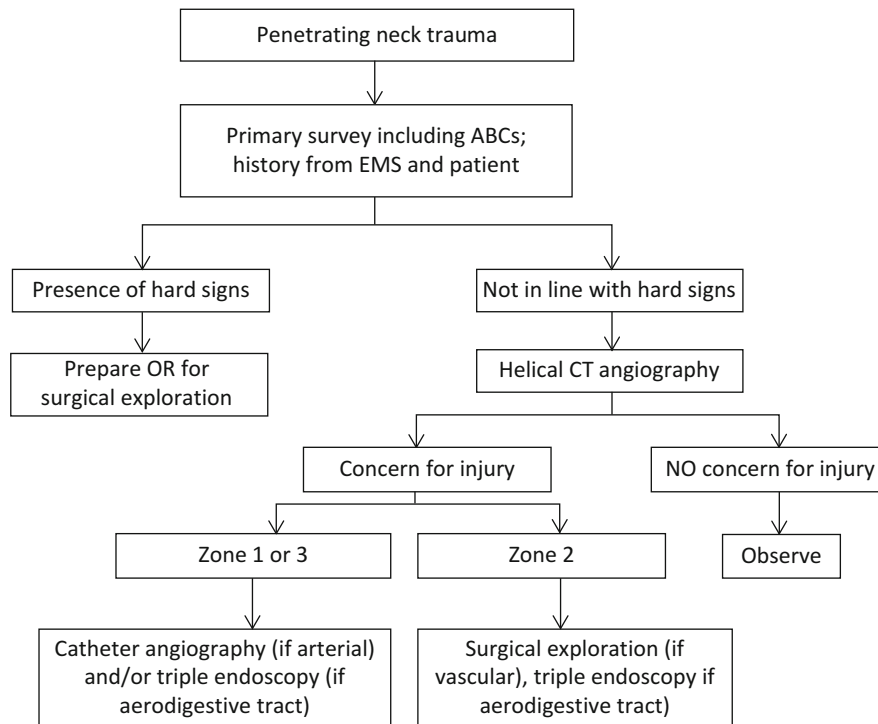 Penetrating neck trauma
Primary survey including ABCs;
history from EMS and patient
Presence of hard signs
Not in line with hard signs
Prepare OR for
surgical exploration
Helical CT angiography
Concern for injury
NO concern for injury
Zone 1 or 3
Zone 2
Observe
Catheter angiography (if arterial)
and/or triple endoscopy (if
aerodigestive tract)
Surgical exploration (if
vascular), triple endoscopy if
aerodigestive tract)